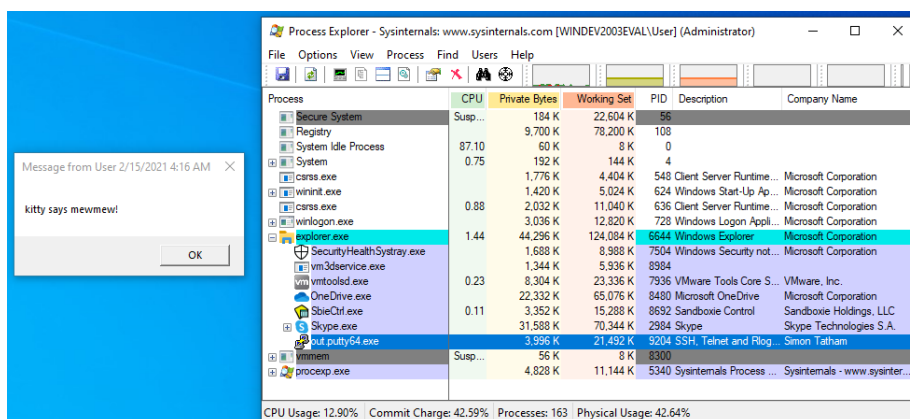 Process Explorer - Sysinternals: www.sysinternals.com [WINDEV2003EVAL\User] (Administrator)
File Options View Process Find Users Help
Process CPU Private Bytes Working Set PID Description Company Name
Secure System Susp... 184 K 22,604 K 56
Registry 9,700 K 78,200 K 108
System Idle Process 87.10 60 K 8 K 0
System 0.75 192 K 144 K 4
csrss.exe 1,776 K 4,404 K 548 Client Server Runtime... Microsoft Corporation
wininit.exe 1,420 K 5,024 K 624 Windows Start-Up Ap... Microsoft Corporation
csrss.exe 0.88 2,032 K 11,040 K 636 Client Server Runtime... Microsoft Corporation
winlogon.exe 3,036 K 12,820 K 728 Windows Logon Appli... Microsoft Corporation
explorer.exe 1.44 44,296 K 124,084 K 6644 Windows Explorer Microsoft Corporation
SecurityHealthSystray.exe 1,688 K 8,988 K 7504 Windows Security not... Microsoft Corporation
vm3dservice.exe 1,344 K 5,936 K 8984
vmtoolsd.exe 0.23 8,304 K 23,336 K 7936 VMware Tools Core S... VMware, Inc.
OneDrive.exe 22,332 K 65,076 K 8480 Microsoft OneDrive Microsoft Corporation
SbieCtrl.exe 0.11 3,352 K 15,288 K 8692 Sandboxie Control Sandboxie Holdings, LLC
Skype.exe 31,588 K 70,344 K 2984 Skype Skype Technologies S.A.
out.putty64.exe 3,996 K 21,492 K 9204 SSH, Telnet and Rlog... Simon Tatham
vmmem Susp... 56 K 8 K 8300
procexp.exe 4,828 K 11,144 K 5340 Sysinternals Process ... Sysinternals - www.sysinter...
CPU Usage: 12.90% Commit Charge: 42.59% Processes: 163 Physical Usage: 42.64%
Message from User 2/15/2021 4:16 AM
kitty says mewmew!
OK